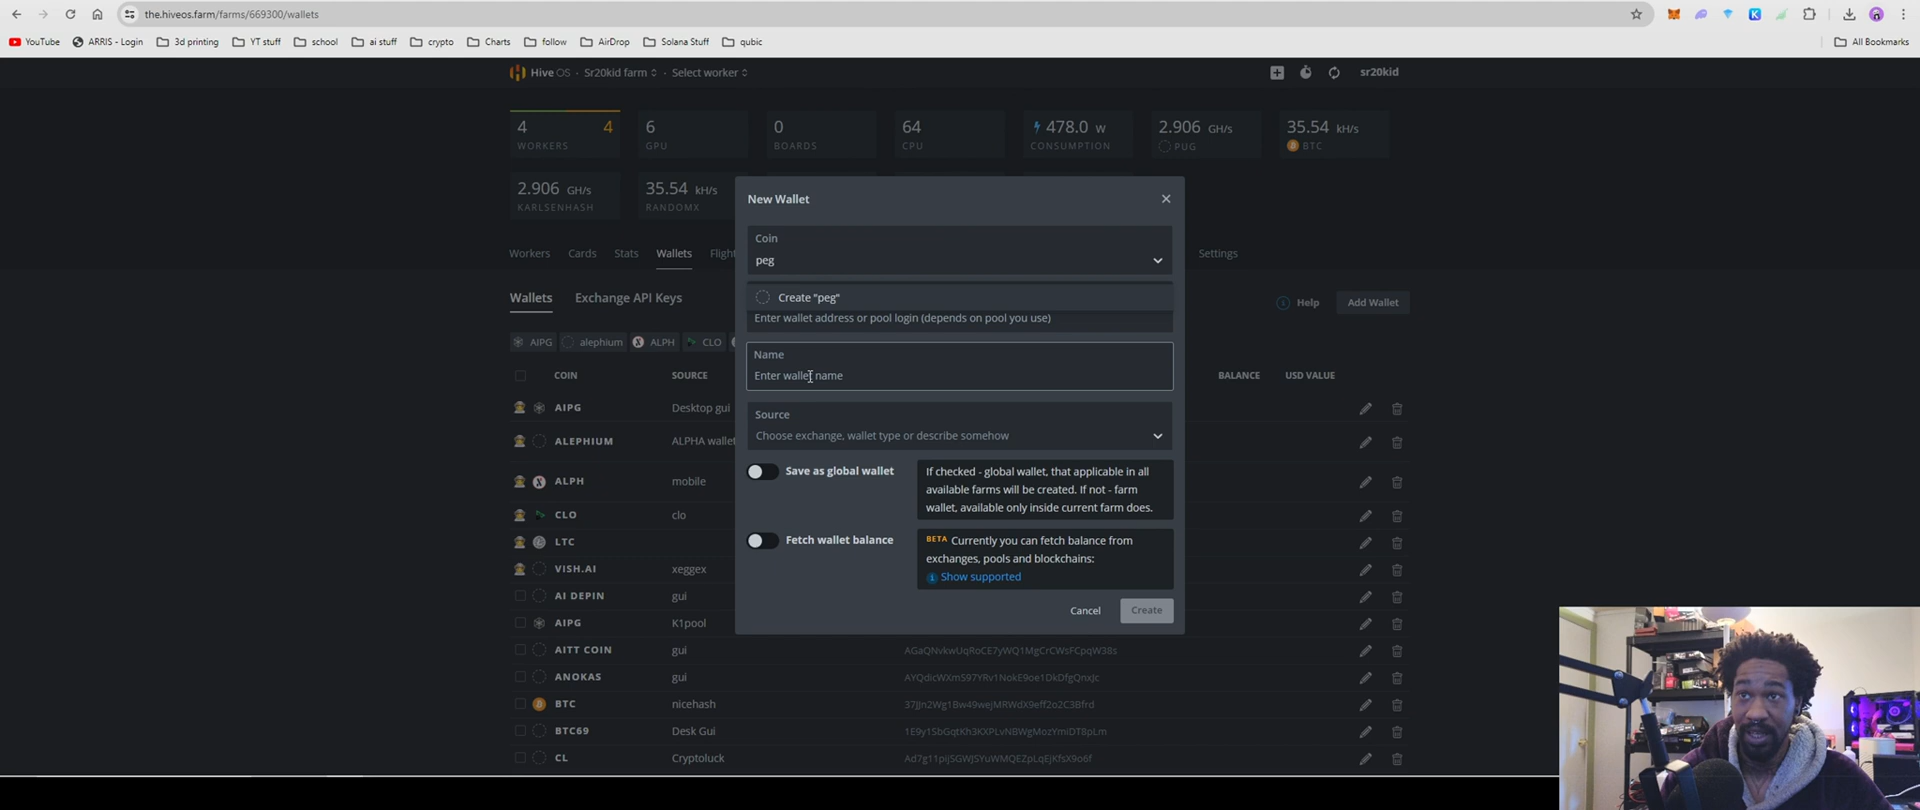 the.hiveos.farm/farms/669300/wallets
YouTube ARRIS - Login 3d printing YT stuff school ai stuff crypto Charts follow AirDrop Solana Stuff qubic All Bookmarks
Hive OS Sr20kid farm Select worker sr20kid
4 4 6 0 64 478.0 W 2.906 GH/s 35.54 kH/s
WORKERS GPU BOARDS CPU CONSUMPTION PUG BTC
2.906 GH/s 35.54 kH/s
KARLSENHASH RANDOMX
New Wallet
Coin
peg
Create "peg"
Enter wallet address or pool login (depends on pool you use)
Name
Enter wallet name
Source
Choose exchange, wallet type or describe somehow
Save as global wallet
If checked - global wallet, that applicable in all
available farms will be created. If not - farm
wallet, available only inside current farm does.
Fetch wallet balance
BETA Currently you can fetch balance from
exchanges, pools and blockchains:
Show supported
Cancel Create
Workers Cards Stats Wallets Flight Settings
Wallets Exchange API Keys Help Add Wallet
AIPG alephium ALPH CLO
COIN SOURCE BALANCE USD VALUE
AIPG Desktop gui
ALEPHIUM ALPHA wallet
ALPH mobile
CLO clo
LTC
VISH.AI xeggex
AI DEPIN gui
AIPG K1pool
AITT COIN gui AGaQNvkwUqRoCE7yWQ1MgCrCWsFCpqW38s
ANOKAS gui AYQdicWXmS97YRv1NokE9oe1DkDfgQnxJc
BTC nicehash 37JJn2Wg1Bw49wejMRWdX9eff2o2C3Bfrd
BTC69 Desk Gui 1E9y1SbGqtKh3KXPLvNBWgMozYmiDT8pLm
CL Cryptoluck Ad7g11pijSGWJSYuWMQEZpLqEjKfsX9o6f